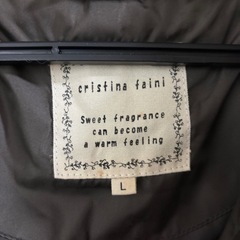 cristina faini
Sweet fragrance
can become
a warm feeling
L